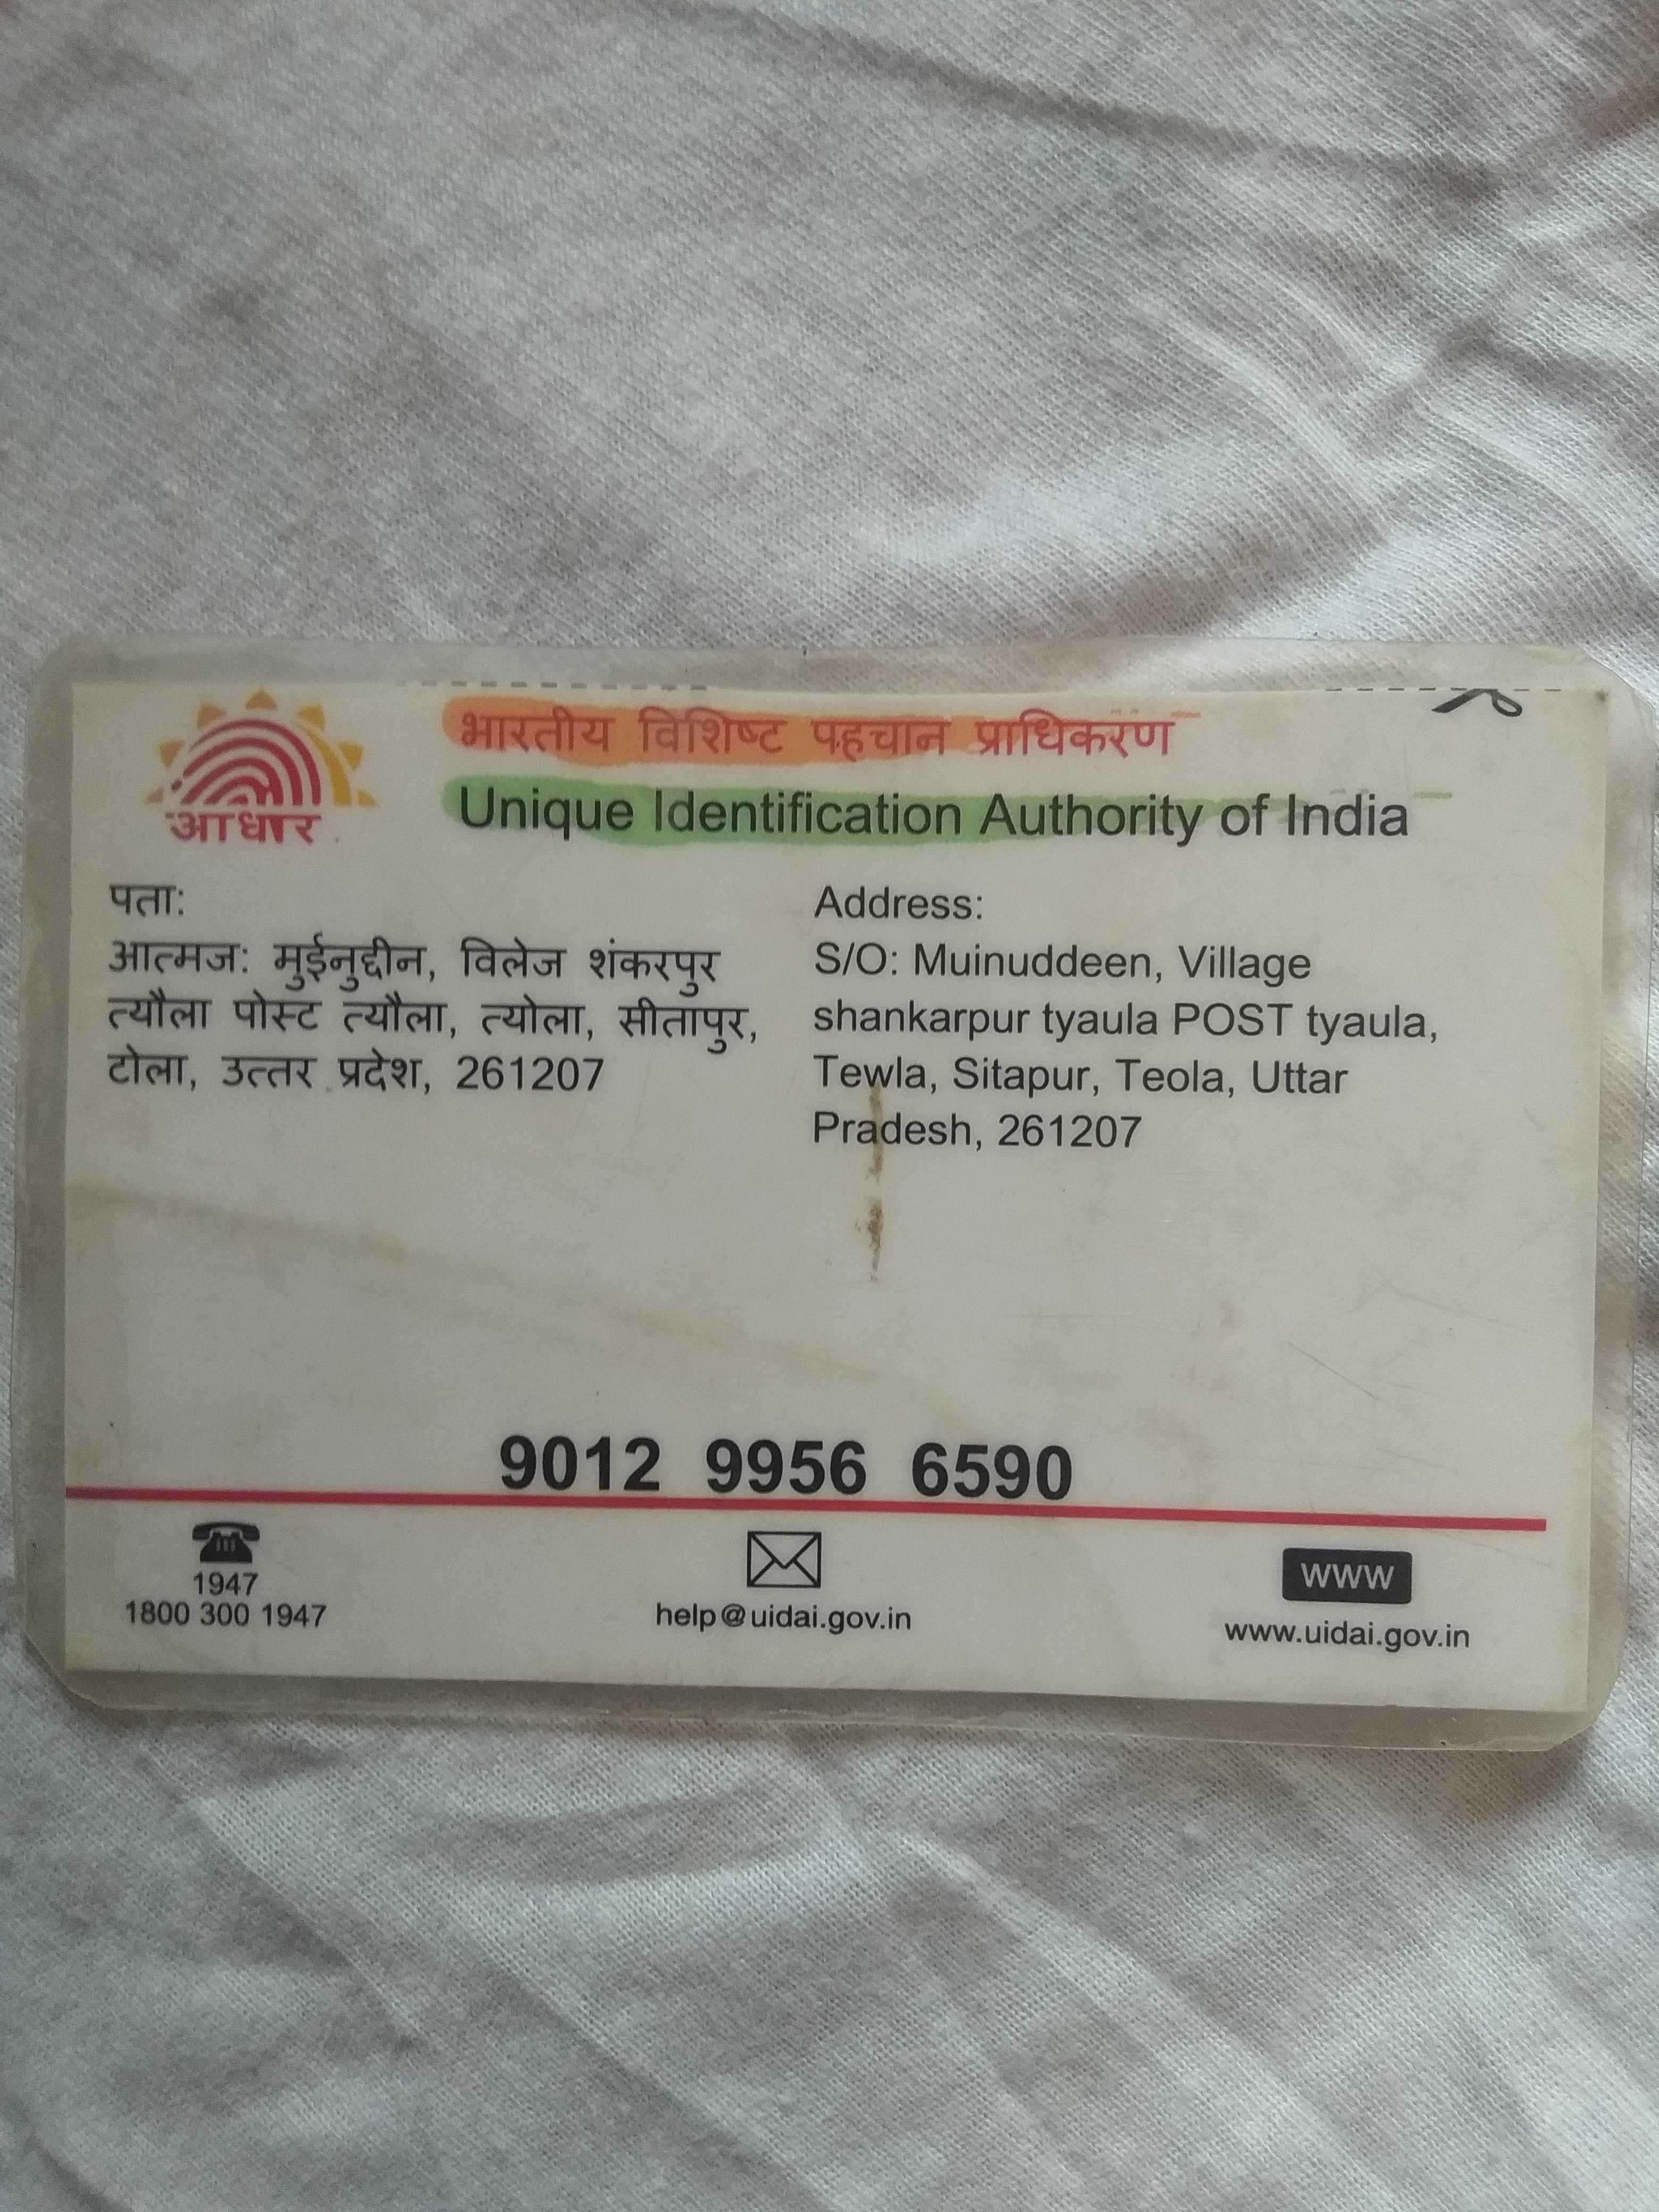 भारतीय विशिष्ट पहचान प्राधिकरण
Unique Identification Authority of India
आधार
पता:
आत्मज: मुईनुद्दीन, विलेज शंकरपुर
त्यौला पोस्ट त्यौला, त्योला, सीतापुर,
टोला, उत्तर प्रदेश, 261207
Address:
S/O: Muinuddeen, Village
shankarpur tyaula POST tyaula,
Tewla, Sitapur, Teola, Uttar
Pradesh, 261207
9012 9956 6590
1947
1800 300 1947
help@uidai.gov.in
www
www.uidai.gov.in